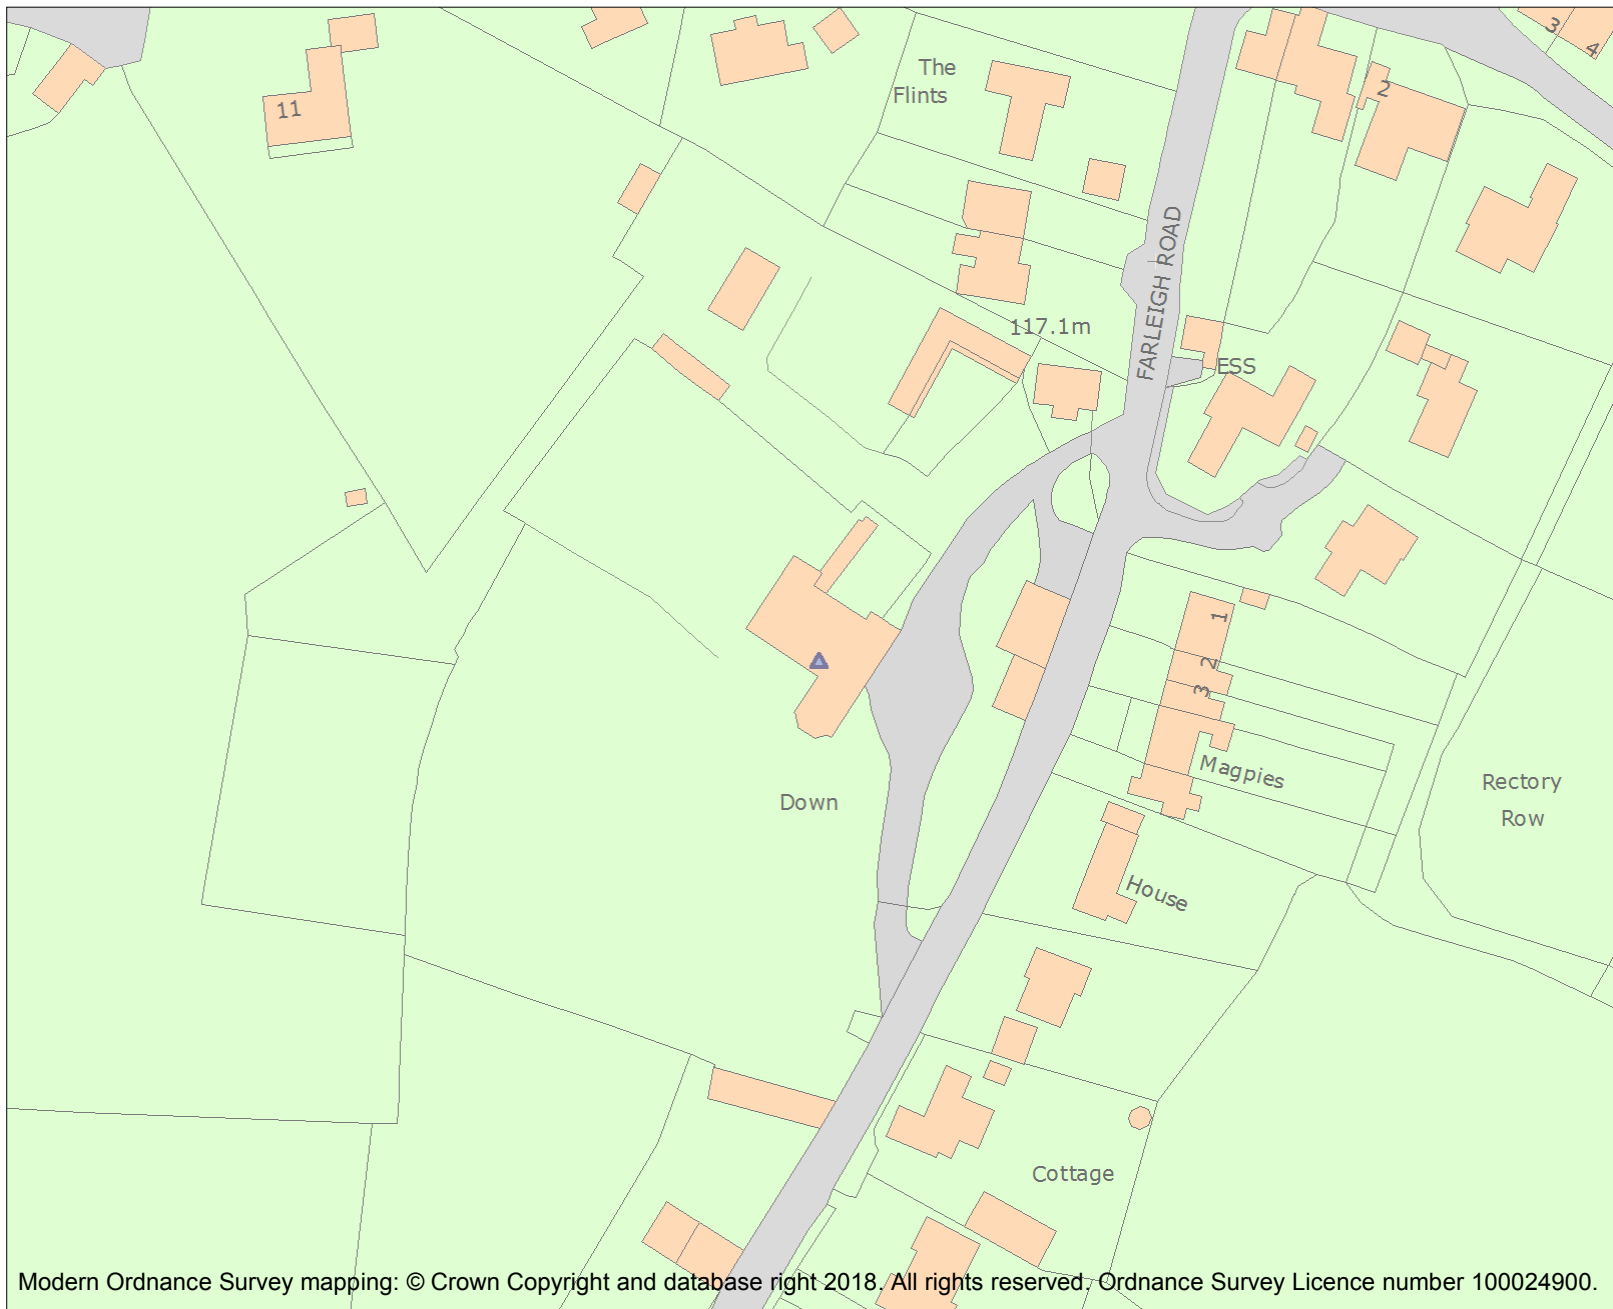 3
4
11
The
Flints
2
FARLEIGH ROAD
117.1m
ESS
1
2
3
Magpies
Rectory
Row
Down
House
Cottage
Modern Ordnance Survey mapping: © Crown Copyright and database right 2018. All rights reserved. Ordnance Survey Licence number 100024900.